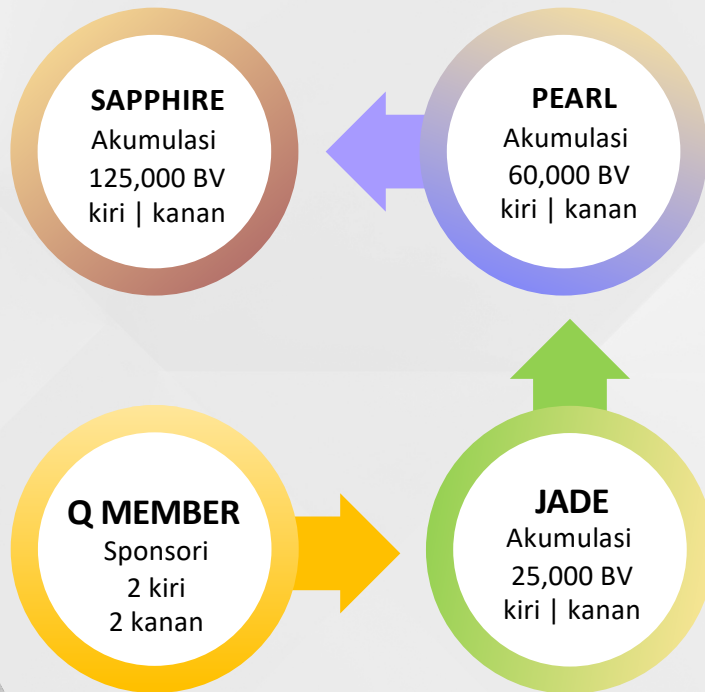 SAPPHIRE
Akumulasi
125,000 BV
kiri | kanan
PEARL
Akumulasi
60,000 BV
kiri | kanan
Q MEMBER
Sponsori
2 kiri
2 kanan
JADE
Akumulasi
25,000 BV
kiri | kanan